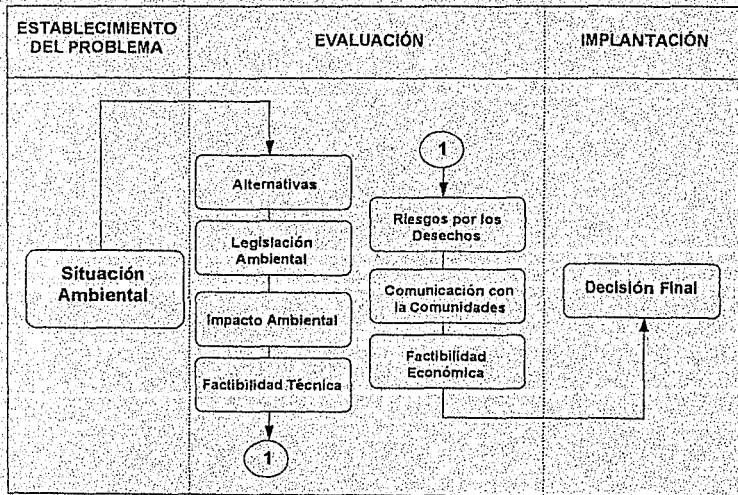 ESTABLECIMIENTO
DEL PROBLEMA
EVALUACIÓN
IMPLANTACIÓN
Situación
Ambiental
Alternativas
Legislación
Ambiental
Impacto Ambiental
Factibilidad Técnica
1
1
Riesgos por los
Desechos
Comunicación con
la Comunidades
Factibilidad
Económica
Decisión Final